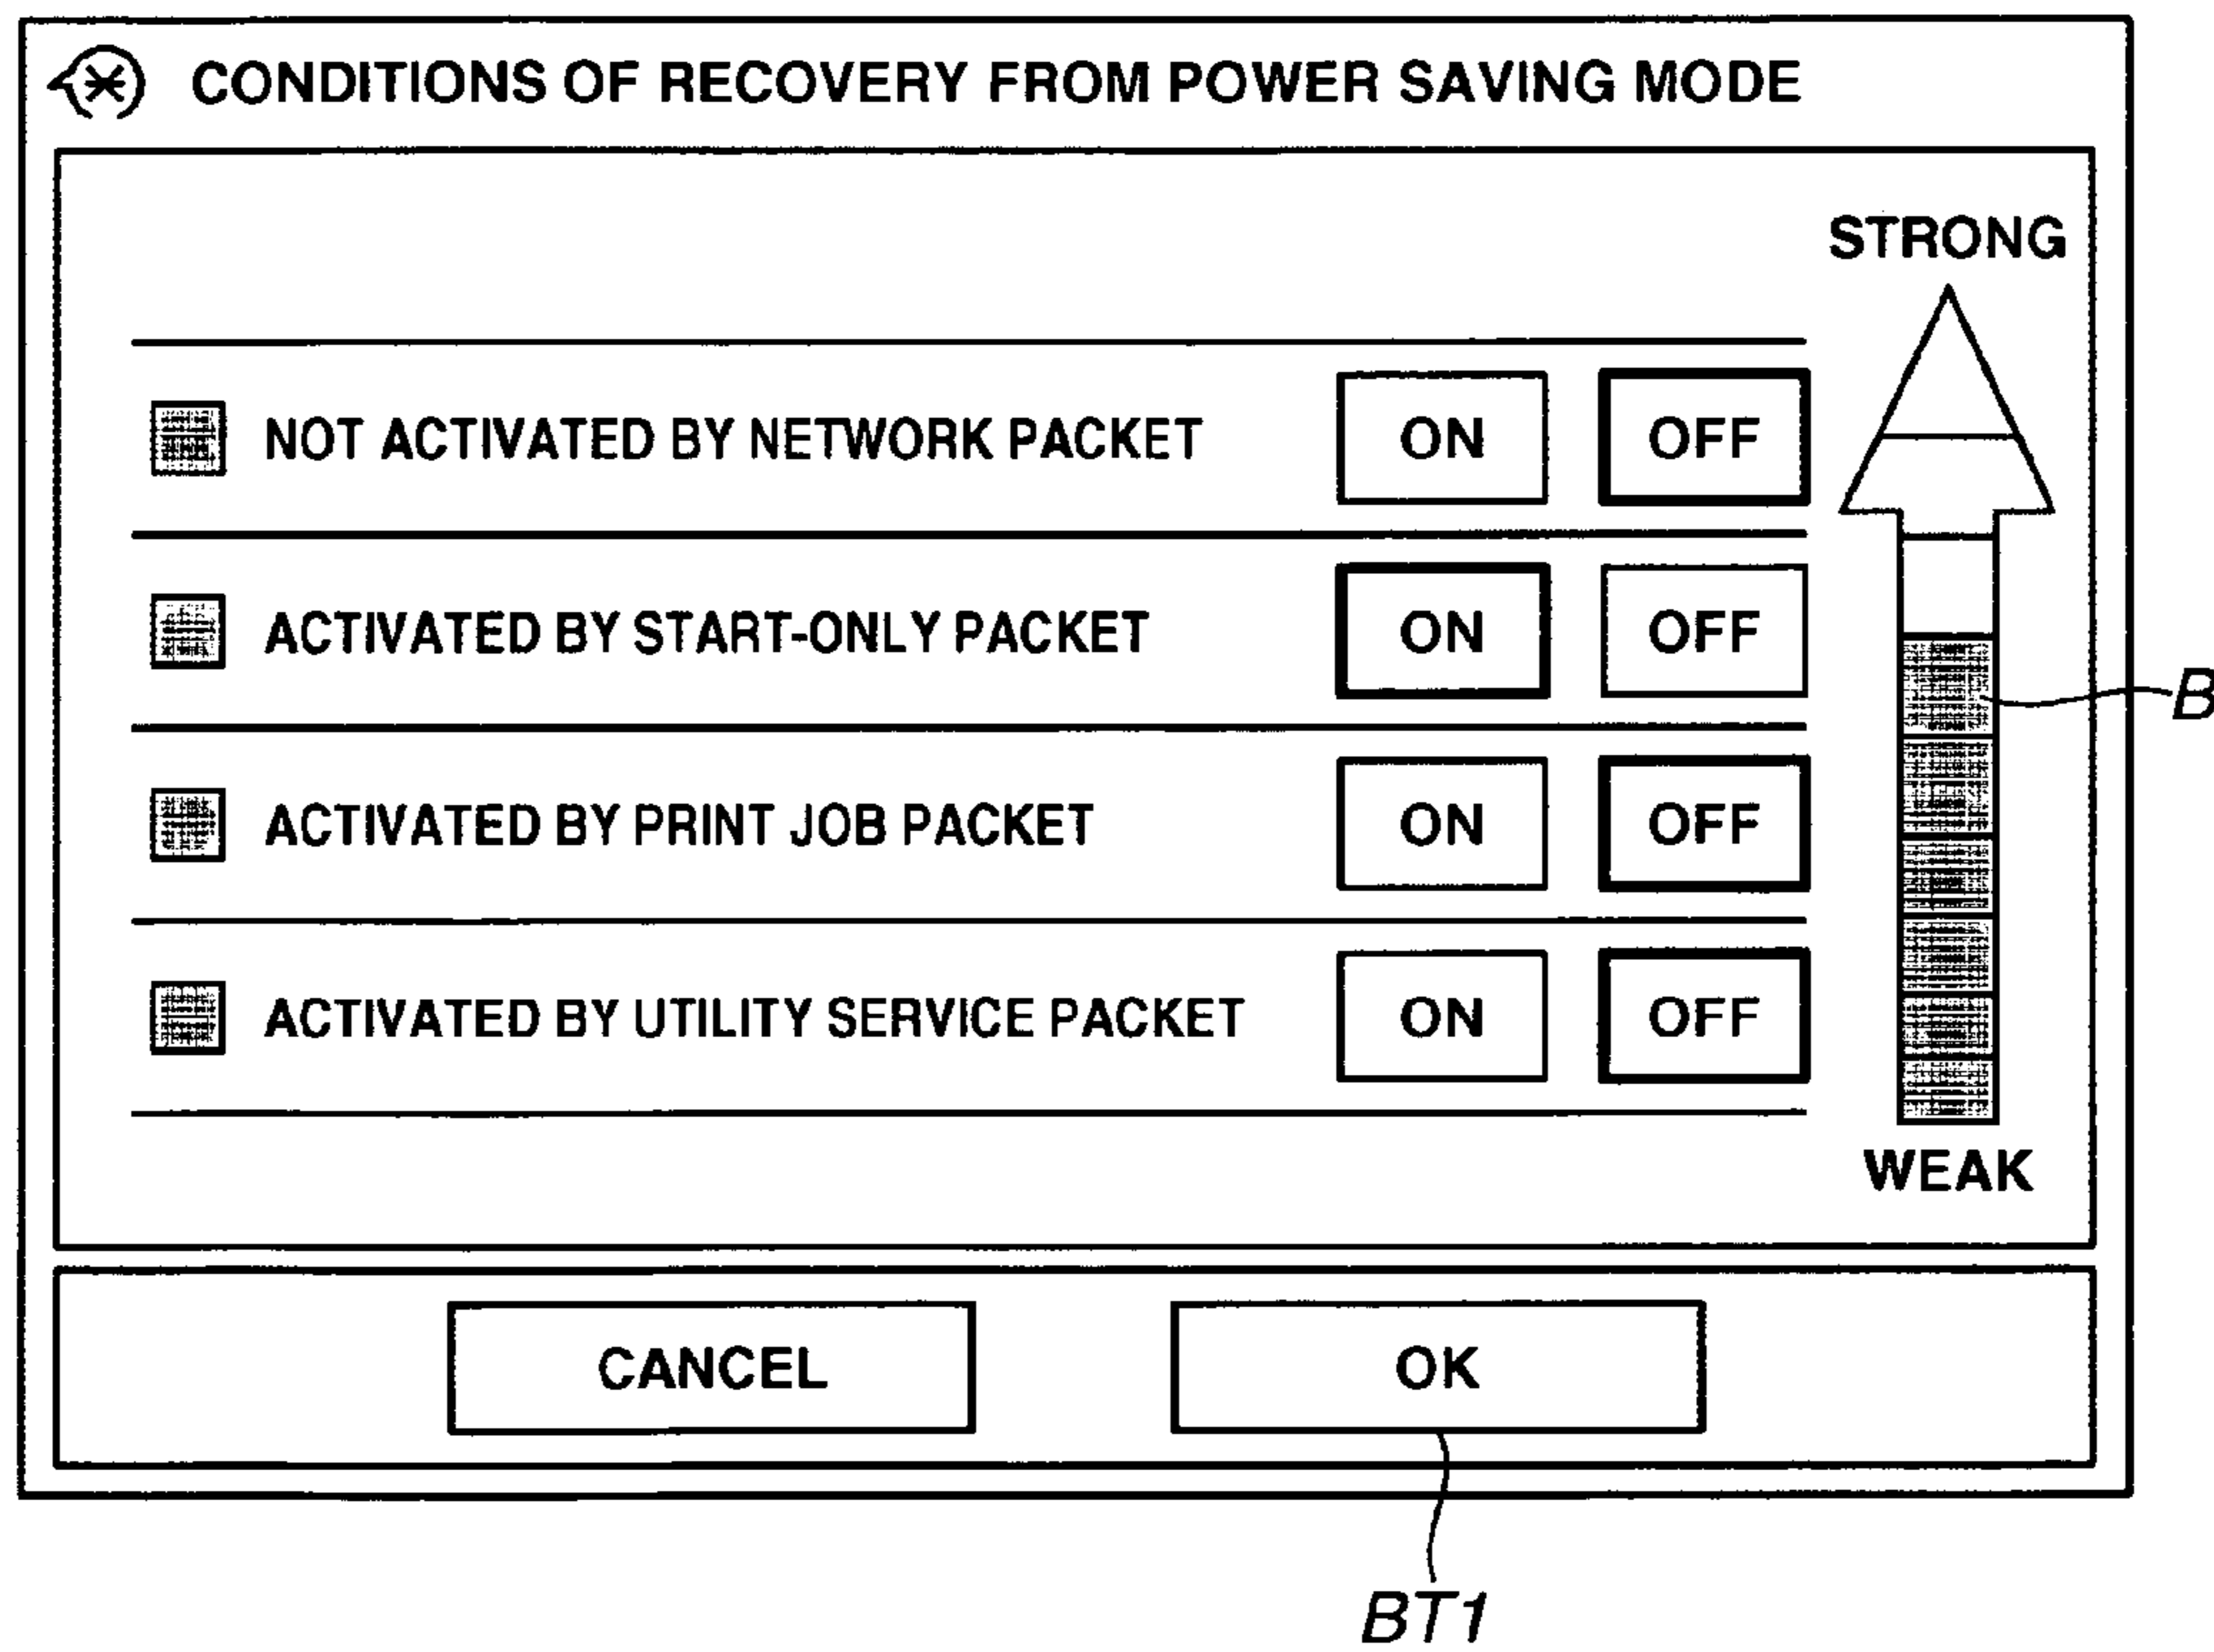 CONDITIONS OF RECOVERY FROM POWER SAVING MODE
STRONG
NOT ACTIVATED BY NETWORK PACKET ON OFF
ACTIVATED BY START-ONLY PACKET ON OFF
B
ACTIVATED BY PRINT JOB PACKET ON OFF
ACTIVATED BY UTILITY SERVICE PACKET ON OFF
WEAK
CANCEL OK
BT1